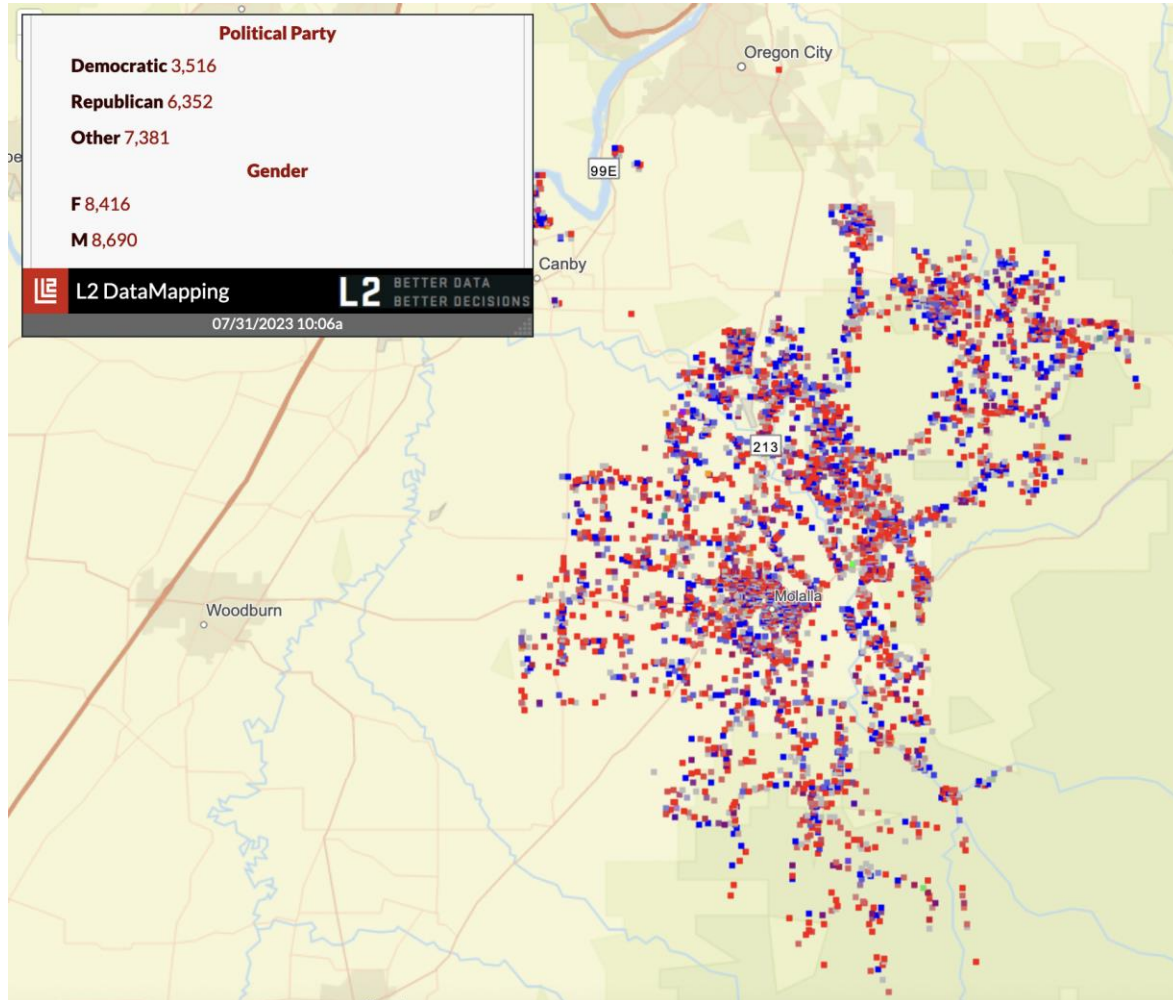 Political Party
Democratic 3,516
Republican 6,352
Other 7,381
Gender
F 8,416
M 8,690
L2 L2 DataMapping L2 BETTER DATA
BETTER DECISIONS
07/31/2023 10:06a
Oregon City
99E
Canby
213
Woodburn
Molalla